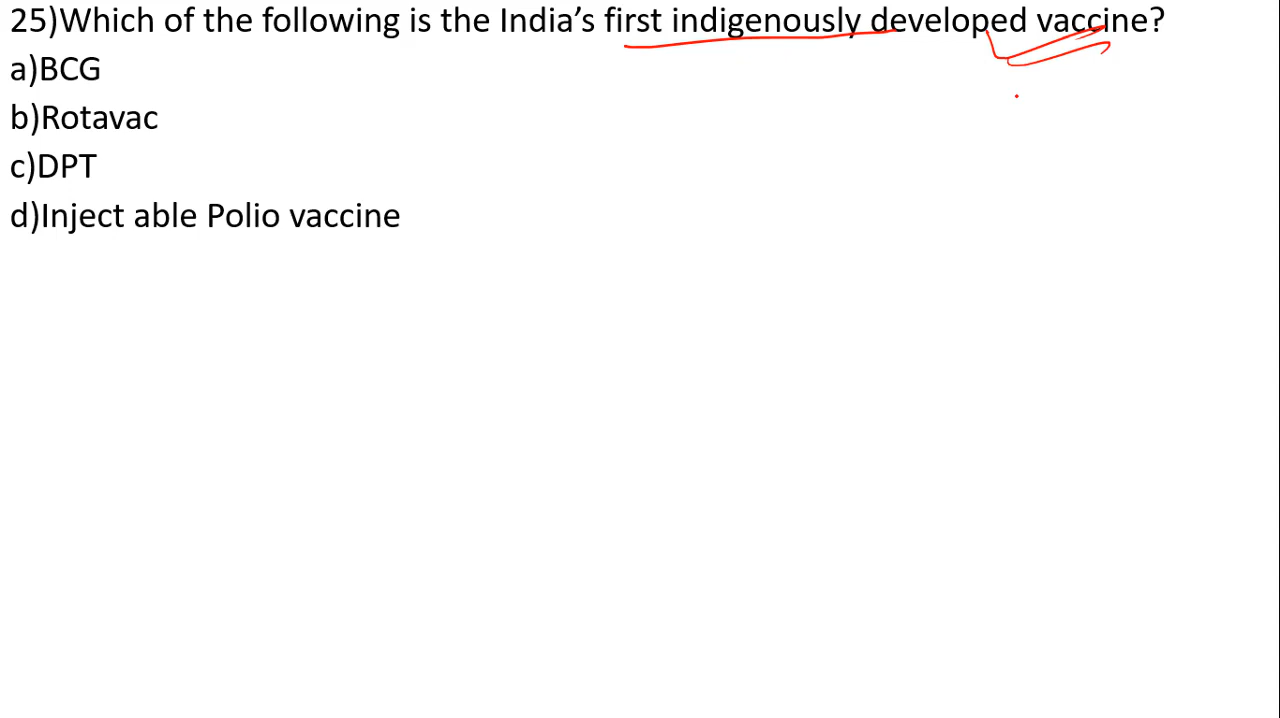 25)Which of the following is the India’s first indigenously developed vaccine?
a)BCG
b)Rotavac
c)DPT
d)Inject able Polio vaccine